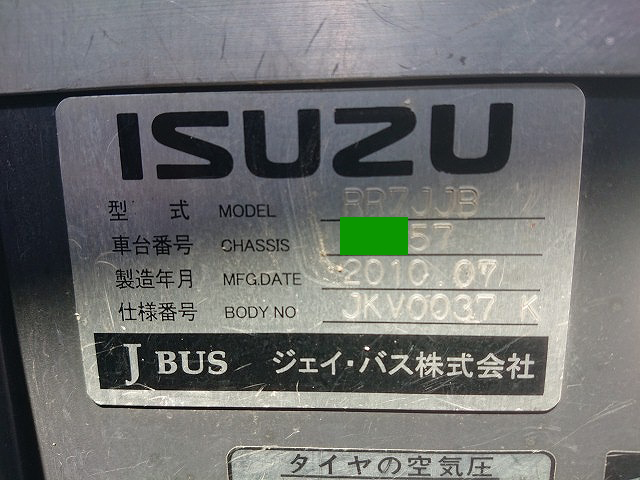 ISUZU
型 式 MODEL RR7JJB
車台番号 CHASSIS 57
製造年月 MFG.DATE 2010 07
仕様番号 BODY NO JKV0037 K
J BUS ジェイ・バス株式会社
タイヤの空気圧